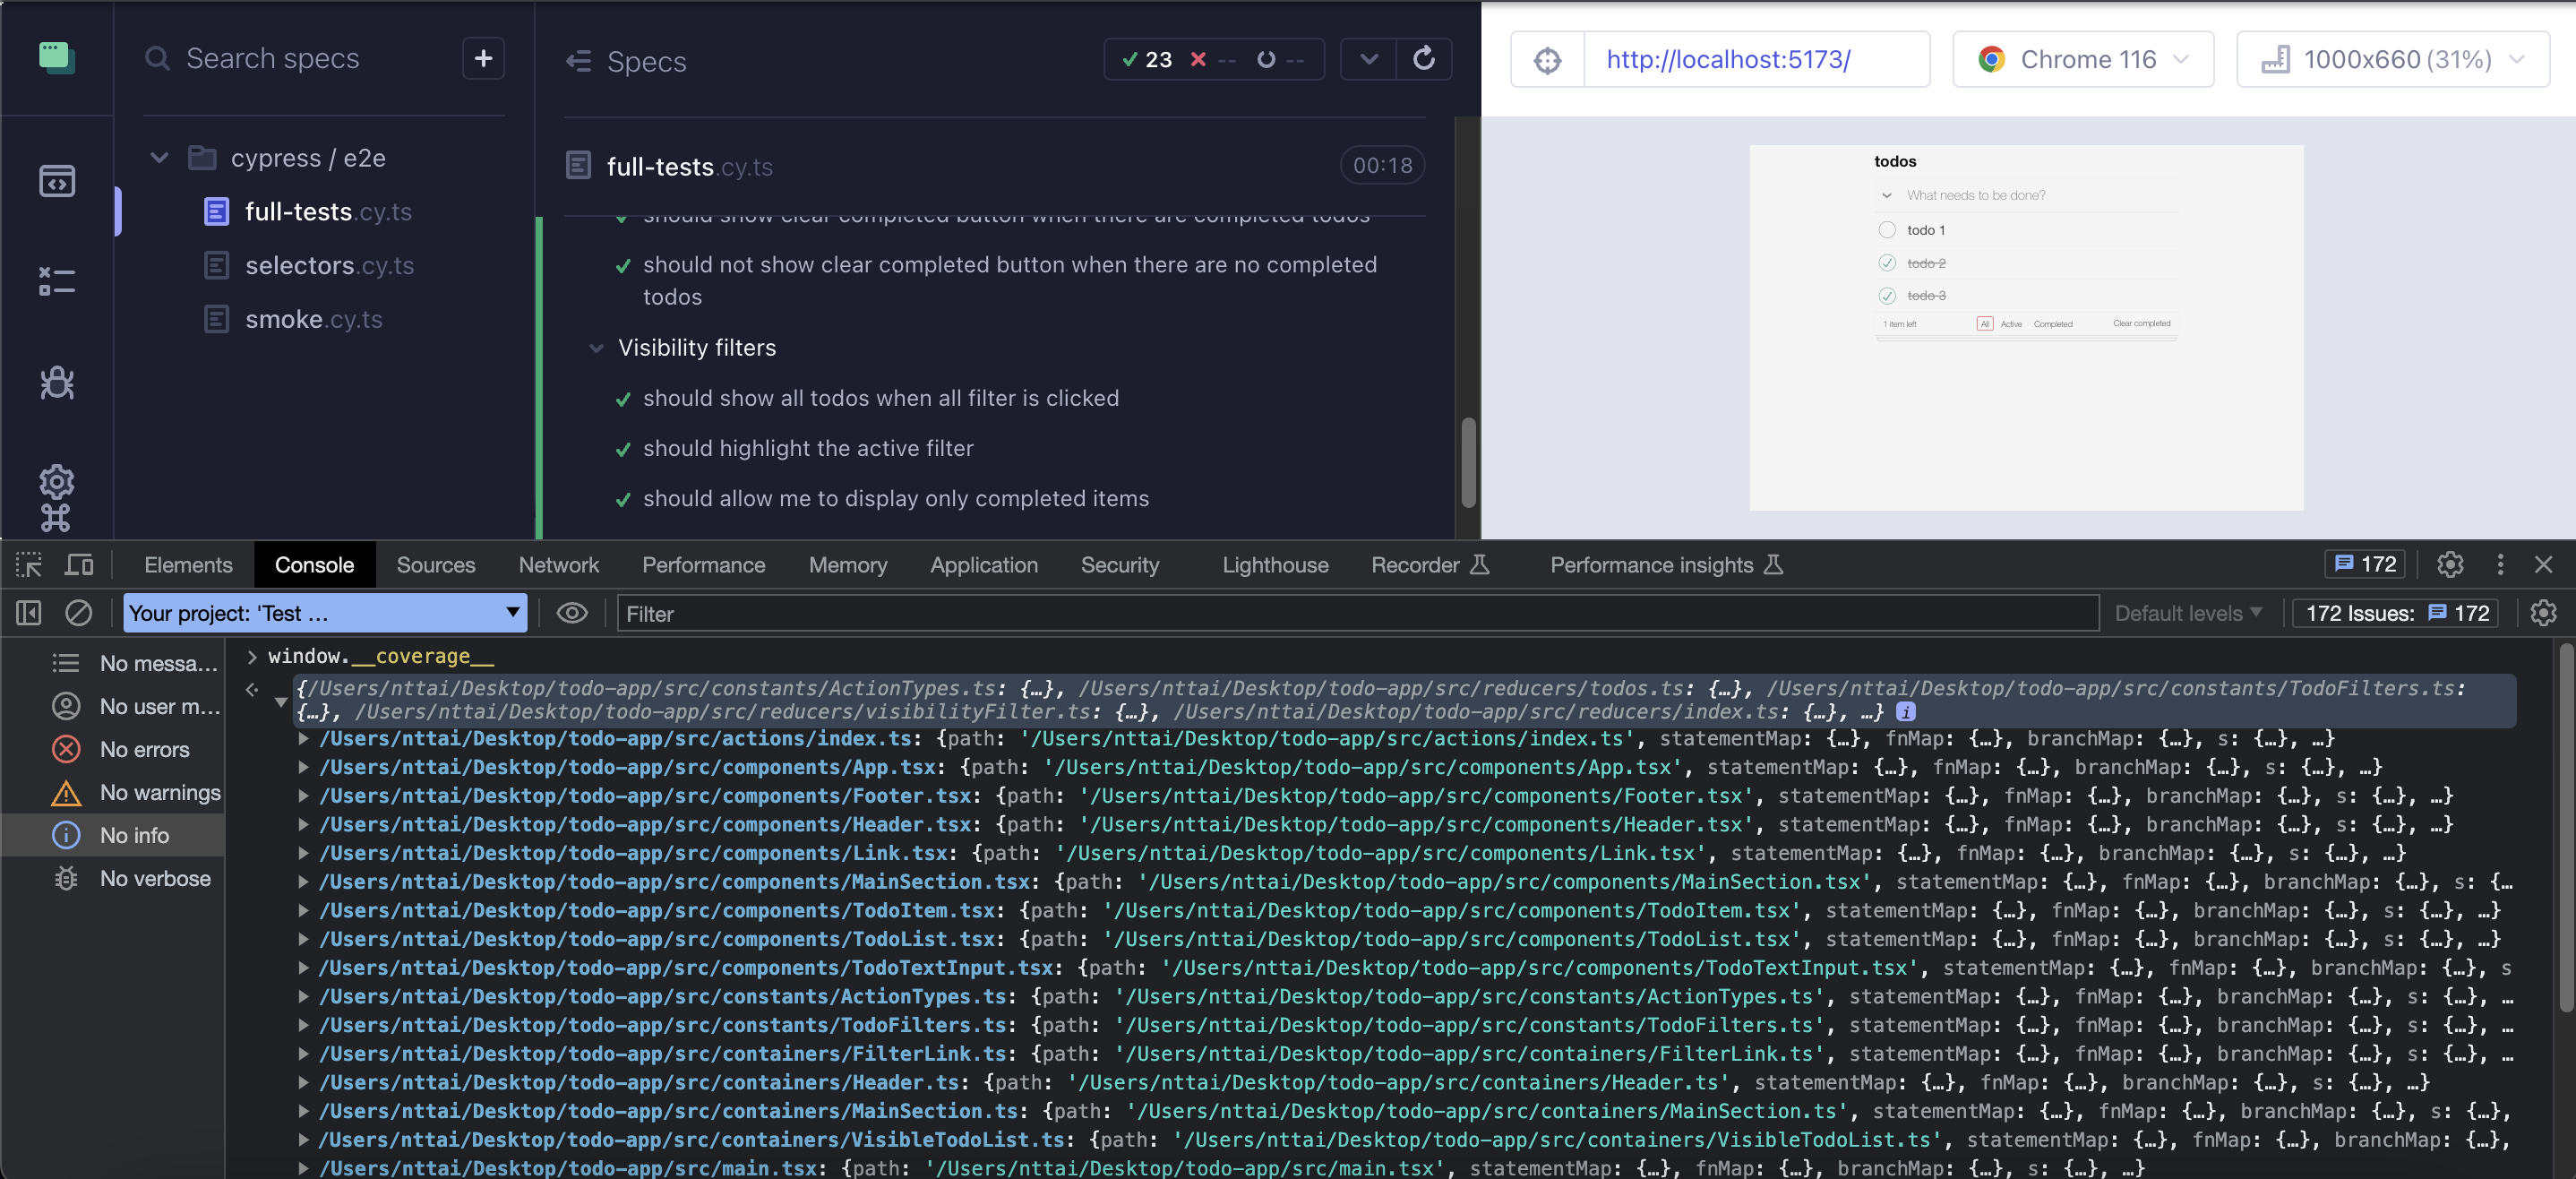 Search specs
+
cypress / e2e
full-tests.cy.ts
selectors.cy.ts
smoke.cy.ts
Specs
23 -- --
full-tests.cy.ts
00:18
should show clear completed button when there are completed todos
should not show clear completed button when there are no completed
todos
Visibility filters
should show all todos when all filter is clicked
should highlight the active filter
should allow me to display only completed items
http://localhost:5173/
Chrome 116
1000x660 (31%)
todos
What needs to be done?
todo 1
todo 2
todo 3
1 item left All Active Completed Clear completed
Elements Console Sources Network Performance Memory Application Security Lighthouse Recorder Performance insights 172
Your project: 'Test … Filter Default levels 172 Issues: 172
No messa…
No user m…
No errors
No warnings
No info
No verbose
window.__coverage__
{/Users/nttai/Desktop/todo-app/src/constants/ActionTypes.ts: {…}, /Users/nttai/Desktop/todo-app/src/reducers/todos.ts: {…}, /Users/nttai/Desktop/todo-app/src/constants/TodoFilters.ts:
{…}, /Users/nttai/Desktop/todo-app/src/reducers/visibilityFilter.ts: {…}, /Users/nttai/Desktop/todo-app/src/reducers/index.ts: {…}, …} i
/Users/nttai/Desktop/todo-app/src/actions/index.ts: {path: '/Users/nttai/Desktop/todo-app/src/actions/index.ts', statementMap: {…}, fnMap: {…}, branchMap: {…}, s: {…}, …}
/Users/nttai/Desktop/todo-app/src/components/App.tsx: {path: '/Users/nttai/Desktop/todo-app/src/components/App.tsx', statementMap: {…}, fnMap: {…}, branchMap: {…}, s: {…}, …}
/Users/nttai/Desktop/todo-app/src/components/Footer.tsx: {path: '/Users/nttai/Desktop/todo-app/src/components/Footer.tsx', statementMap: {…}, fnMap: {…}, branchMap: {…}, s: {…}, …}
/Users/nttai/Desktop/todo-app/src/components/Header.tsx: {path: '/Users/nttai/Desktop/todo-app/src/components/Header.tsx', statementMap: {…}, fnMap: {…}, branchMap: {…}, s: {…}, …}
/Users/nttai/Desktop/todo-app/src/components/Link.tsx: {path: '/Users/nttai/Desktop/todo-app/src/components/Link.tsx', statementMap: {…}, fnMap: {…}, branchMap: {…}, s: {…}, …}
/Users/nttai/Desktop/todo-app/src/components/MainSection.tsx: {path: '/Users/nttai/Desktop/todo-app/src/components/MainSection.tsx', statementMap: {…}, fnMap: {…}, branchMap: {…}, s: {…
/Users/nttai/Desktop/todo-app/src/components/TodoItem.tsx: {path: '/Users/nttai/Desktop/todo-app/src/components/TodoItem.tsx', statementMap: {…}, fnMap: {…}, branchMap: {…}, s: {…}, …}
/Users/nttai/Desktop/todo-app/src/components/TodoList.tsx: {path: '/Users/nttai/Desktop/todo-app/src/components/TodoList.tsx', statementMap: {…}, fnMap: {…}, branchMap: {…}, s: {…}, …}
/Users/nttai/Desktop/todo-app/src/components/TodoTextInput.tsx: {path: '/Users/nttai/Desktop/todo-app/src/components/TodoTextInput.tsx', statementMap: {…}, fnMap: {…}, branchMap: {…}, s
/Users/nttai/Desktop/todo-app/src/constants/ActionTypes.ts: {path: '/Users/nttai/Desktop/todo-app/src/constants/ActionTypes.ts', statementMap: {…}, fnMap: {…}, branchMap: {…}, s: {…}, …
/Users/nttai/Desktop/todo-app/src/constants/TodoFilters.ts: {path: '/Users/nttai/Desktop/todo-app/src/constants/TodoFilters.ts', statementMap: {…}, fnMap: {…}, branchMap: {…}, s: {…}, …
/Users/nttai/Desktop/todo-app/src/containers/FilterLink.ts: {path: '/Users/nttai/Desktop/todo-app/src/containers/FilterLink.ts', statementMap: {…}, fnMap: {…}, branchMap: {…}, s: {…}, …
/Users/nttai/Desktop/todo-app/src/containers/Header.ts: {path: '/Users/nttai/Desktop/todo-app/src/containers/Header.ts', statementMap: {…}, fnMap: {…}, branchMap: {…}, s: {…}, …}
/Users/nttai/Desktop/todo-app/src/containers/MainSection.ts: {path: '/Users/nttai/Desktop/todo-app/src/containers/MainSection.ts', statementMap: {…}, fnMap: {…}, branchMap: {…}, s: {…},
/Users/nttai/Desktop/todo-app/src/containers/VisibleTodoList.ts: {path: '/Users/nttai/Desktop/todo-app/src/containers/VisibleTodoList.ts', statementMap: {…}, fnMap: {…}, branchMap: {…},
/Users/nttai/Desktop/todo-app/src/main.tsx: {path: '/Users/nttai/Desktop/todo-app/src/main.tsx', statementMap: {…}, fnMap: {…}, branchMap: {…}, s: {…}, …}